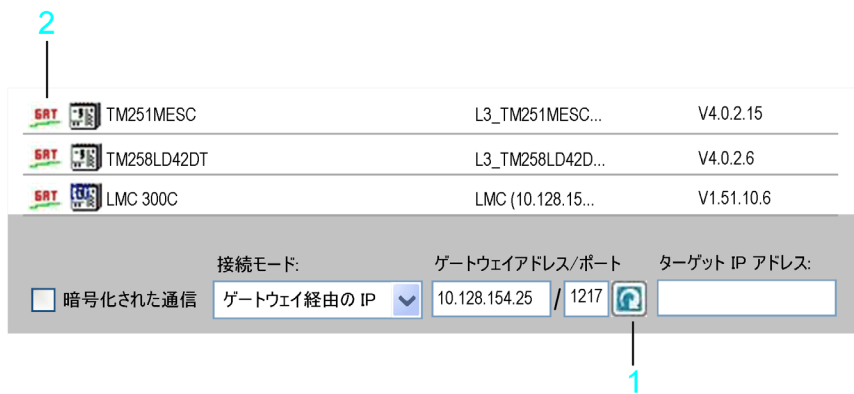 2
GAT TM251MESC L3_TM251MESC... V4.0.2.15
GAT TM258LD42DT L3_TM258LD42D... V4.0.2.6
GAT LMC 300C LMC (10.128.15... V1.51.10.6
接続モード: ゲートウェイアドレス/ポート ターゲット IP アドレス:
暗号化された通信 ゲートウェイ経由の IP 10.128.154.25 / 1217
1